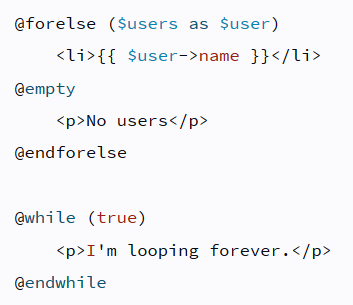 @forelse ($users as $user)
    <li>{{ $user->name }}</li>
@empty
    <p>No users</p>
@endforelse

@while (true)
    <p>I'm looping forever.</p>
@endwhile